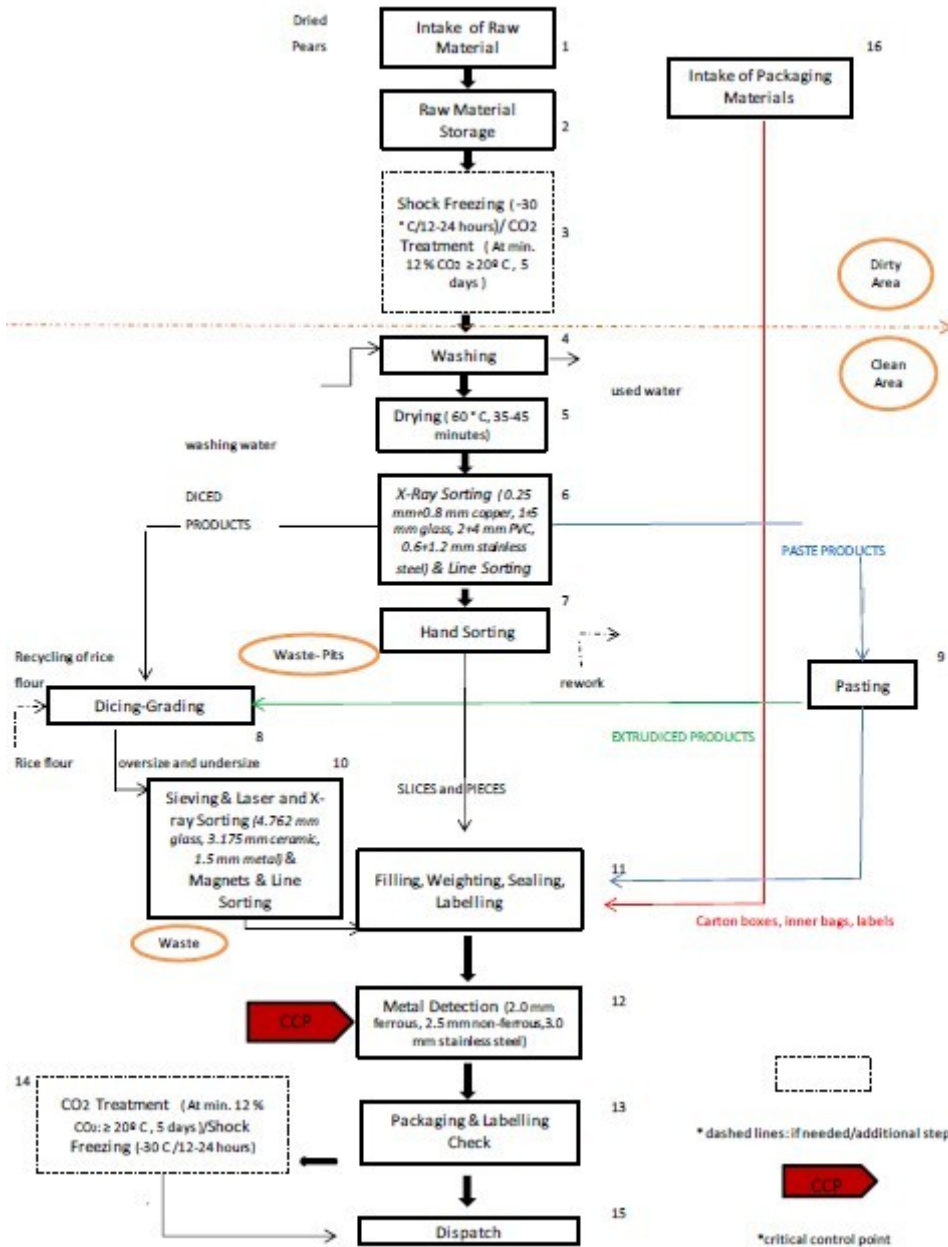 Dried
Pears
Intake of Raw
Material
1
16
Intake of Packaging
Materials
Raw Material
Storage
2
Shock Freezing ( -30
° C/12-24 hours)/ CO2
Treatment ( At min.
12 % CO₂ ≥ 20º C , 5
days )
3
Dirty
Area
4
Washing
Clean
Area
used water
Drying ( 60 ° C, 35-45
minutes)
5
washing water
X-Ray Sorting ( 0.25
mm+0.8 mm copper, 1+5
mm glass, 2+4 mm PVC,
0.6+1.2 mm stainless
steel) & Line Sorting
6
DICED
PRODUCTS
PASTE PRODUCTS
7
Hand Sorting
Waste- Pits
rework
9
Pasting
Recycling of rice
flour
Dicing-Grading
8
EXTRUDICED PRODUCTS
Rice flour
oversize and undersize
10
SLICES and PIECES
Sieving & Laser and X-
ray Sorting (4.762 mm
glass, 3.175 mm ceramic,
1.5 mm metal) &
Magnets & Line
Sorting
11
Filling, Weighting, Sealing,
Labelling
Carton boxes, inner bags, labels
Waste
12
CCP
Metal Detection (2.0 mm
ferrous, 2.5 mm non-ferrous,3.0
mm stainless steel)
14
CO2 Treatment ( At min. 12 %
CO₂: ≥ 20º C , 5 days )/Shock
Freezing (-30 C /12-24 hours)
13
Packaging & Labelling
Check
* dashed lines: if needed/additional step
15
Dispatch
CCP
*critical control point